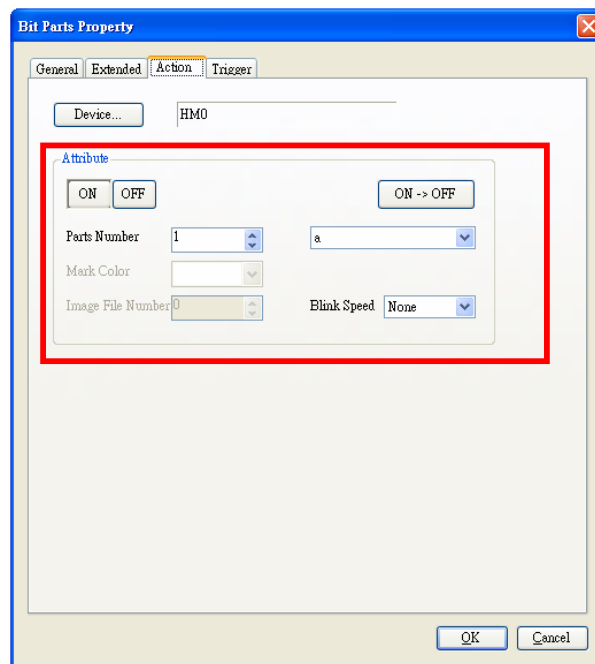 Bit Parts Property
General Extended Action Trigger
Device... HM0
Attribute
ON OFF ON -> OFF
Parts Number 1 a
Mark Color
Image File Number 0 Blink Speed None
OK Cancel